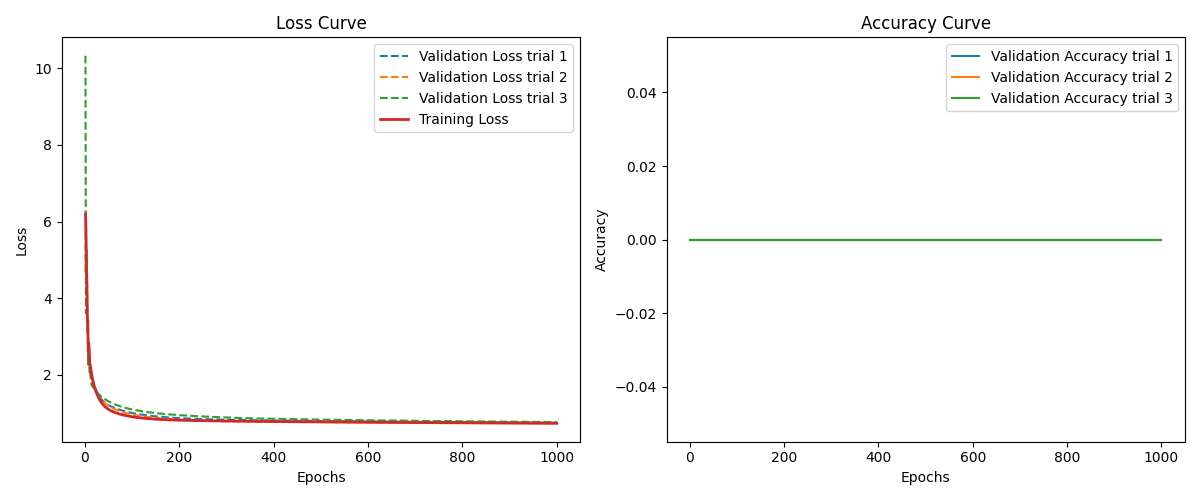 Loss Curve
Validation Loss trial 1
Validation Loss trial 2
Validation Loss trial 3
Training Loss
10
8
6
4
2
Loss
0
200
400
600
800
1000
Epochs
Accuracy Curve
Validation Accuracy trial 1
Validation Accuracy trial 2
Validation Accuracy trial 3
0.04
0.02
0.00
−0.02
−0.04
Accuracy
0
200
400
600
800
1000
Epochs